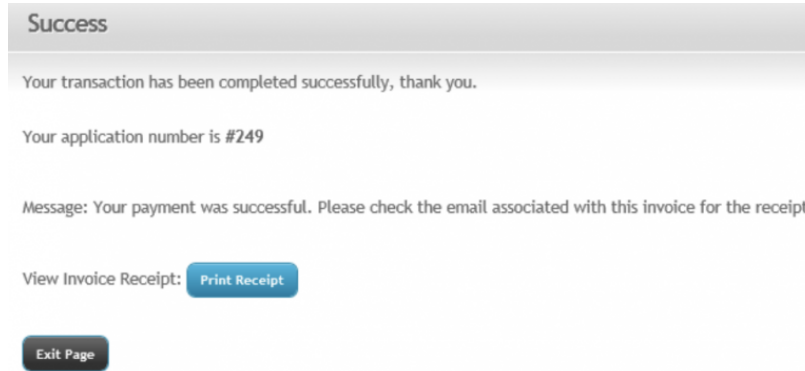 Success
Your transaction has been completed successfully, thank you.
Your application number is #249
Message: Your payment was successful. Please check the email associated with this invoice for the receipt
View Invoice Receipt: Print Receipt
Exit Page